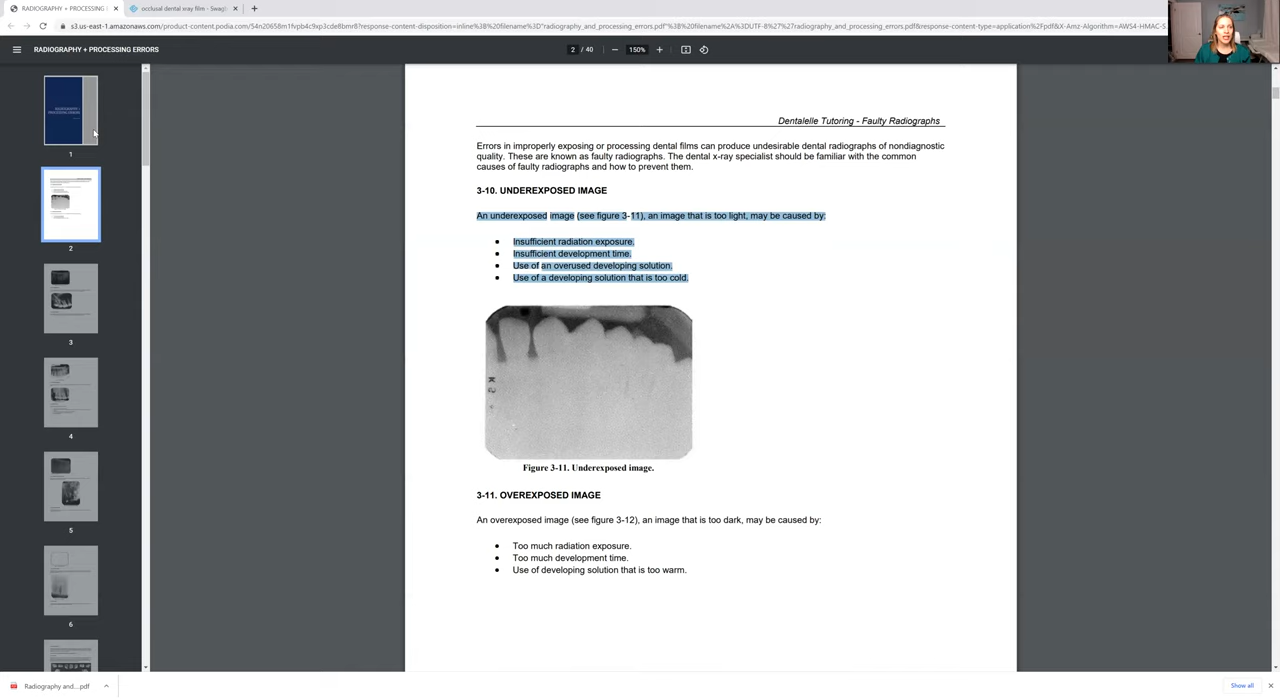 RADIOGRAPHY + PROCESSING E
occlusal dental xray film - Swag
RADIOGRAPHY + PROCESSING ERRORS
2 / 40
150%
1
2
3
4
5
6
Dentalelle Tutoring - Faulty Radiographs
Errors in improperly exposing or processing dental films can produce undesirable dental radiographs of nondiagnostic
quality. These are known as faulty radiographs. The dental x-ray specialist should be familiar with the common
causes of faulty radiographs and how to prevent them.
3-10. UNDEREXPOSED IMAGE
An underexposed image (see figure 3-11), an image that is too light, may be caused by:
• Insufficient radiation exposure.
• Insufficient development time.
• Use of an overused developing solution.
• Use of a developing solution that is too cold.
Figure 3-11. Underexposed image.
3-11. OVEREXPOSED IMAGE
An overexposed image (see figure 3-12), an image that is too dark, may be caused by:
• Too much radiation exposure.
• Too much development time.
• Use of developing solution that is too warm.
Radiography and....pdf
Show all